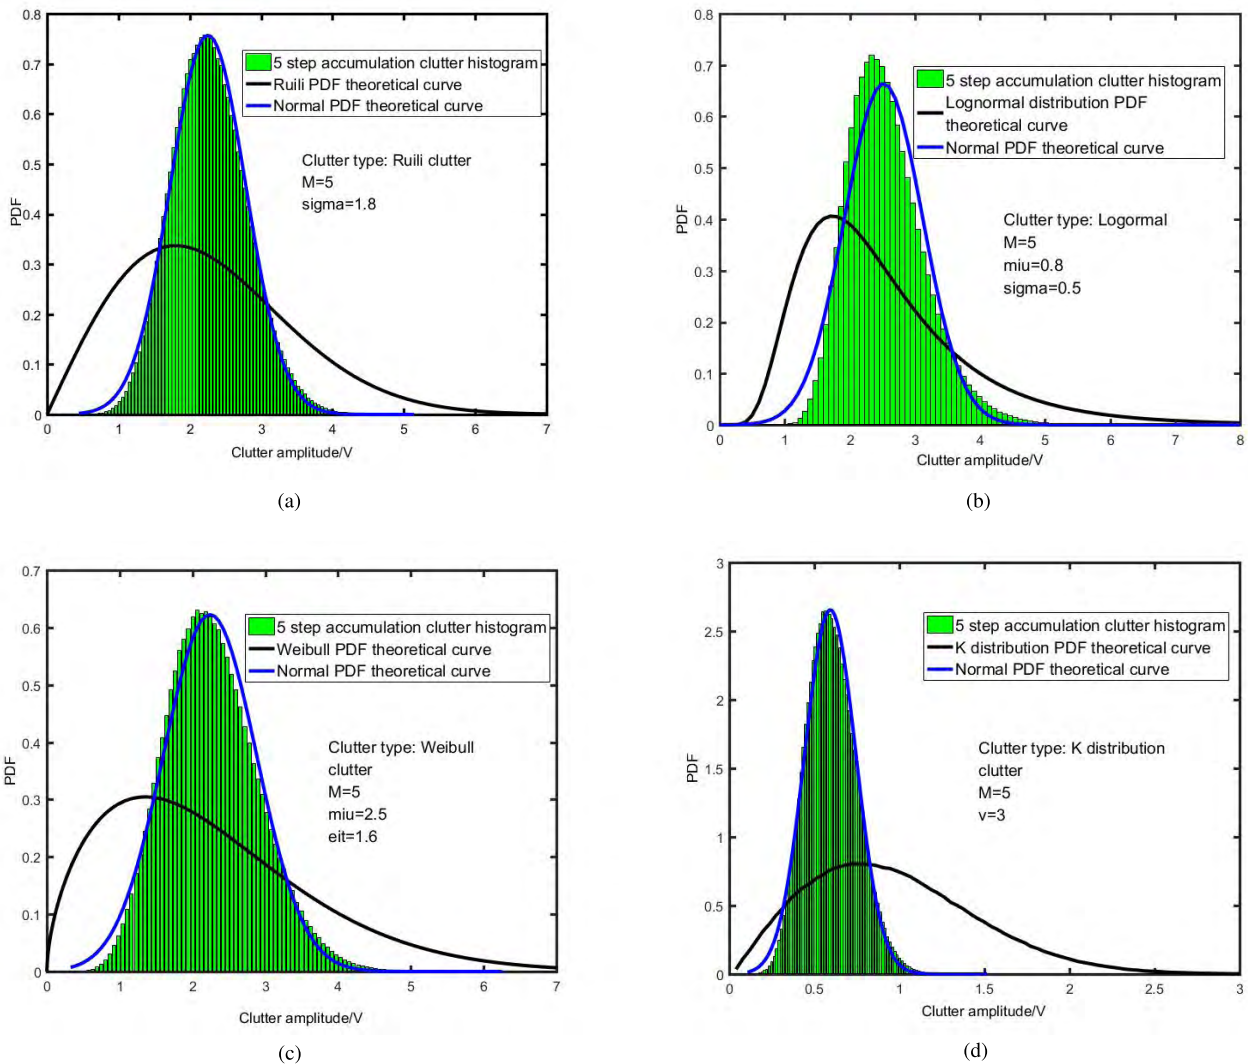 0.8
0.7
0.6
0.5
0.4
0.3
0.2
0.1
0
PDF
5 step accumulation clutter histogram
Ruili PDF theoretical curve
Normal PDF theoretical curve
Clutter type: Ruili clutter
M=5
sigma=1.8
0 1 2 3 4 5 6 7
Clutter amplitude/V
(a)
0.8
0.7
0.6
0.5
0.4
0.3
0.2
0.1
0
PDF
5 step accumulation clutter histogram
Lognormal distribution PDF
theoretical curve
Normal PDF theoretical curve
Clutter type: Logormal
M=5
miu=0.8
sigma=0.5
0 1 2 3 4 5 6 7 8
Clutter amplitude/V
(b)
0.7
0.6
0.5
0.4
0.3
0.2
0.1
0
PDF
5 step accumulation clutter histogram
Weibull PDF theoretical curve
Normal PDF theoretical curve
Clutter type: Weibull
clutter
M=5
miu=2.5
eit=1.6
0 1 2 3 4 5 6 7
Clutter amplitude/V
(c)
3
2.5
2
1.5
1
0.5
0
PDF
5 step accumulation clutter histogram
K distribution PDF theoretical curve
Normal PDF theoretical curve
Clutter type: K distribution
clutter
M=5
v=3
0 0.5 1 1.5 2 2.5 3
Clutter amplitude/V
(d)